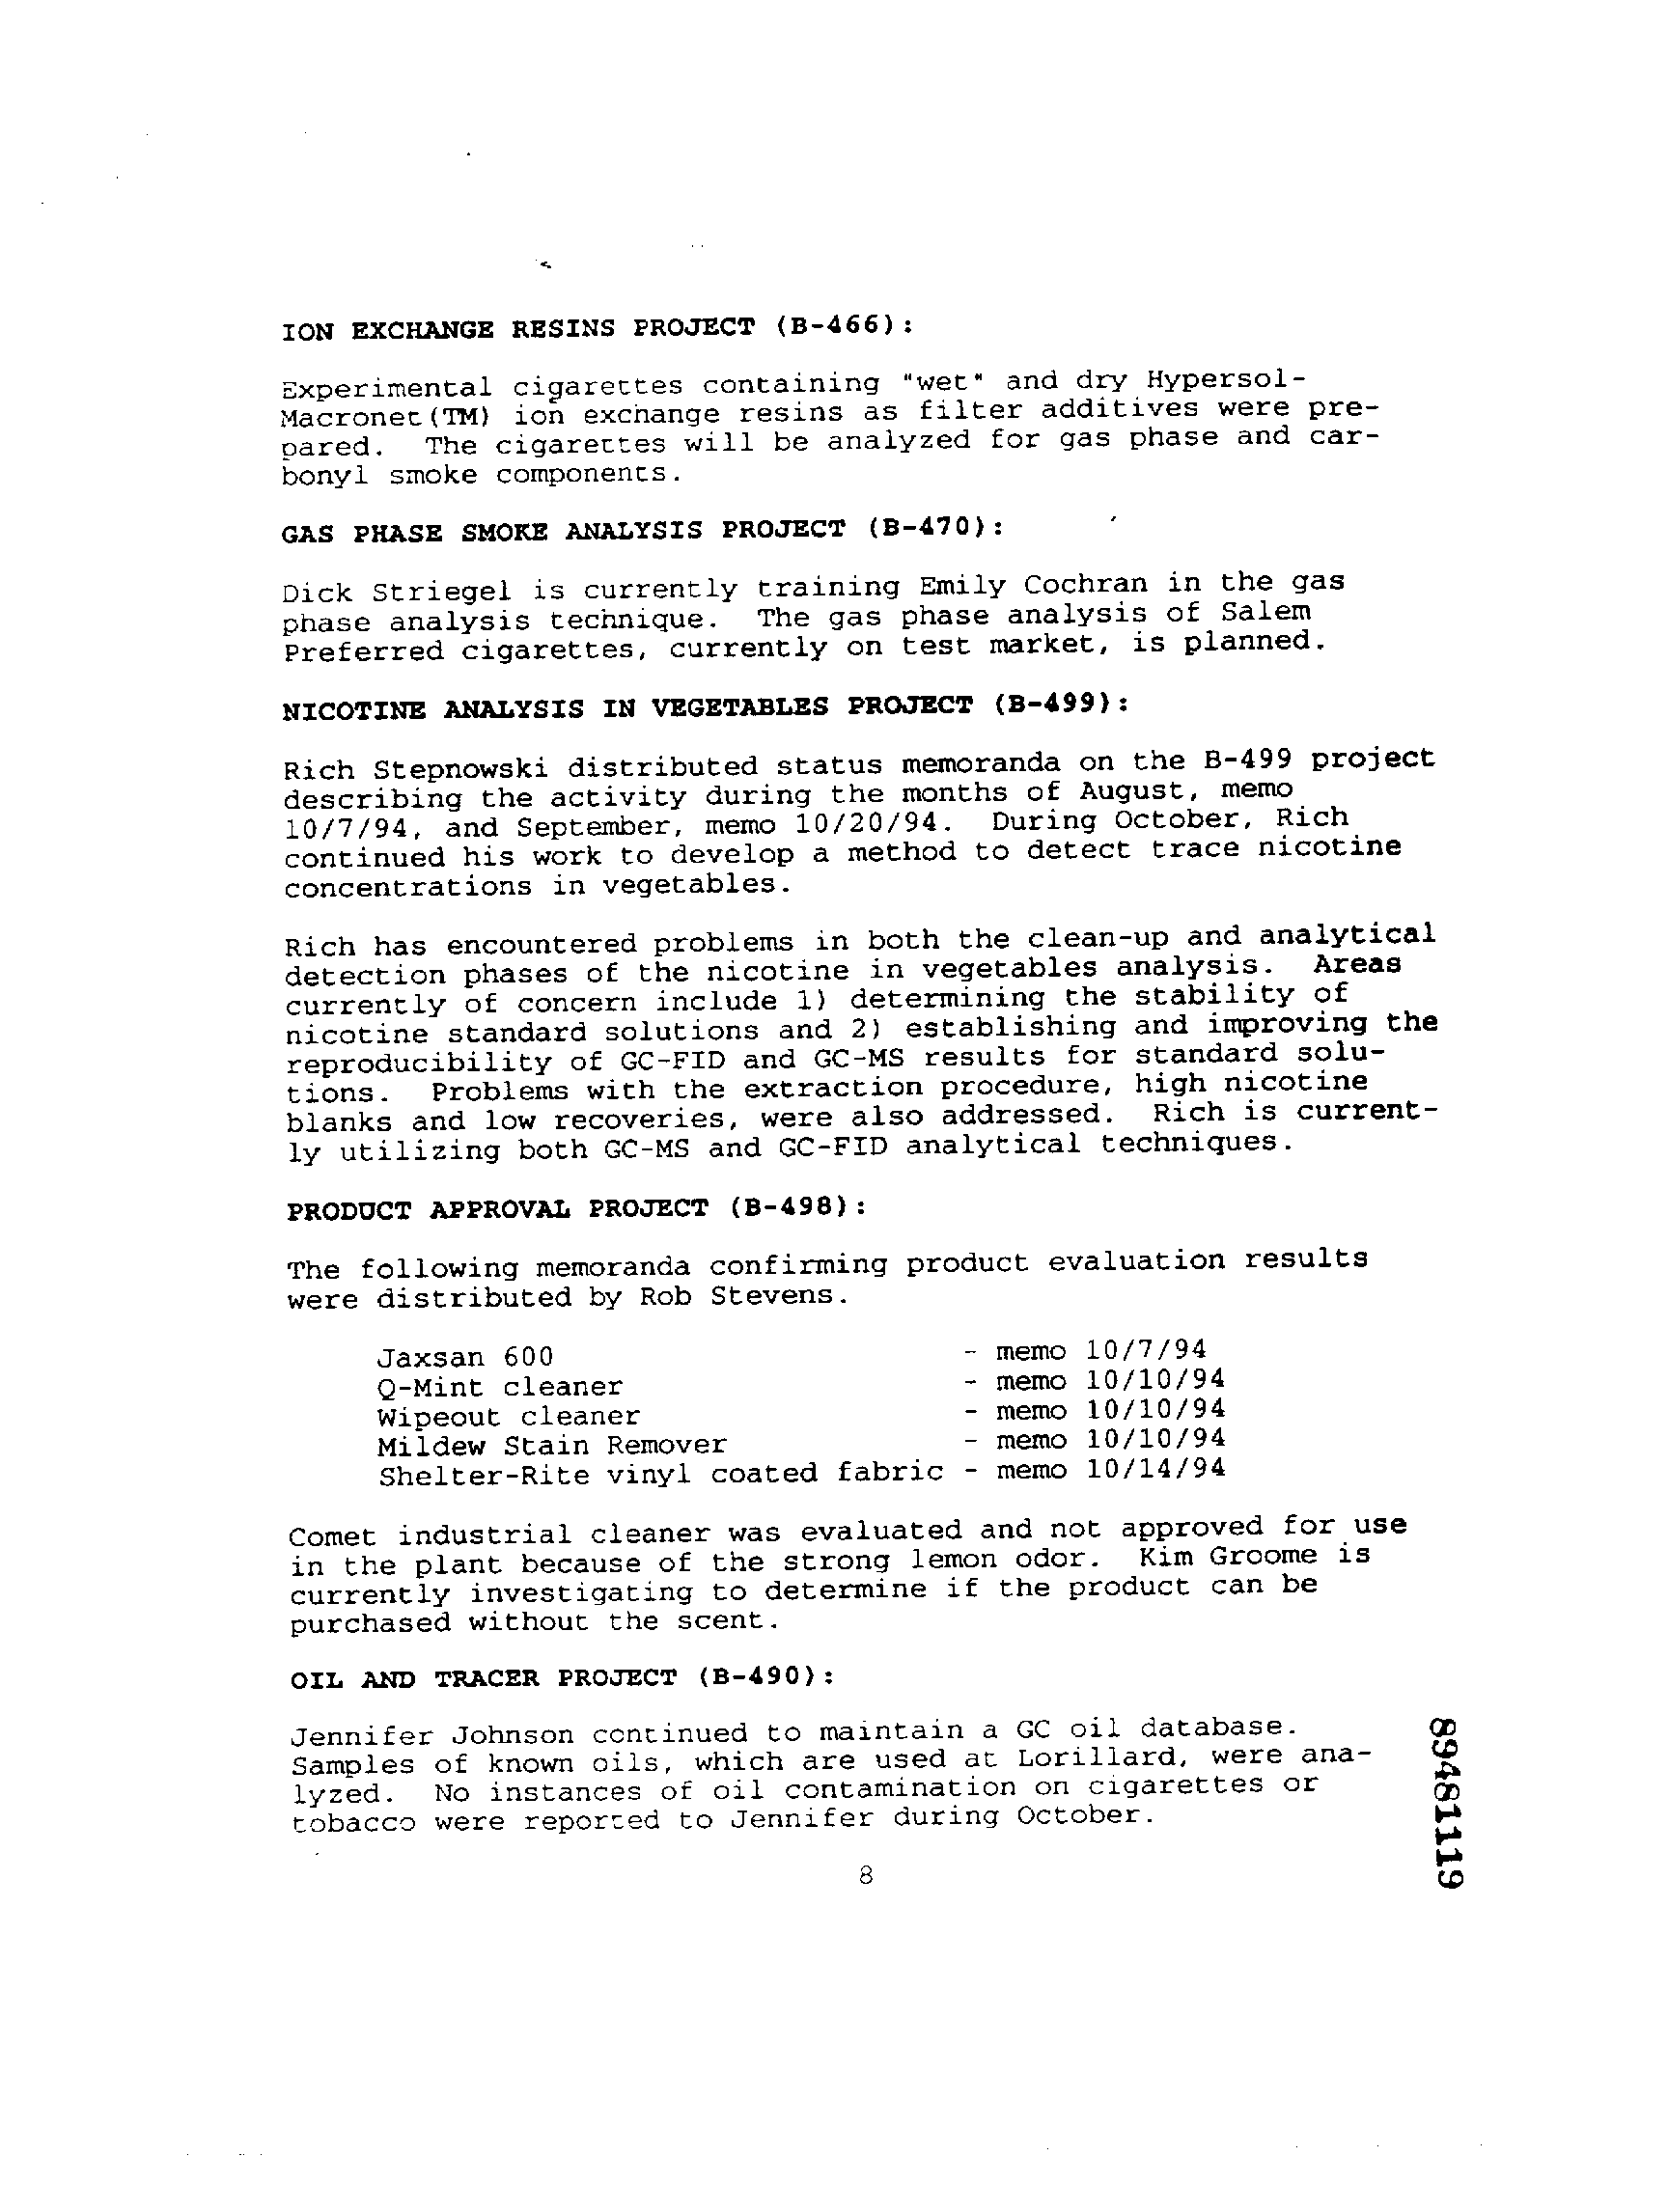 ION EXCHANGE RESINS PROJECT (B-466):
Experimental cigarettes containing "wet" and dry Hypersol-
Macronet(TM) ion exchange resins as filter additives were pre-
pared. The cigarettes will be analyzed for gas phase and car-
bonyl smoke components.
GAS PHASE SMOKE ANALYSIS PROJECT (B-470):
Dick Striegel is currently training Emily Cochran in the gas
phase analysis technique. The gas phase analysis of Salem
Preferred cigarettes, currently on test market, is planned.
NICOTINE ANALYSIS IN VEGETABLES PROJECT (B-499):
Rich Stepnowski distributed status memoranda on the B-499 project
describing the activity during the months of August, memo
10/7/94, and September, memo 10/20/94. During October, Rich
continued his work to develop a method to detect trace nicotine
concentrations in vegetables.
Rich has encountered problems in both the clean-up and analytical
detection phases of the nicotine in vegetables analysis. Areas
currently of concern include 1) determining the stability of
nicotine standard solutions and 2) establishing and improving the
reproducibility of GC-FID and GC-MS results for standard solu-
tions. Problems with the extraction procedure, high nicotine
blanks and low recoveries, were also addressed. Rich is current-
ly utilizing both GC-MS and GC-FID analytical techniques.
PRODUCT APPROVAL PROJECT (B-498):
The following memoranda confirming product evaluation results
were distributed by Rob Stevens.
Jaxsan 600 - memo 10/7/94
Q-Mint cleaner - memo 10/10/94
Wipeout cleaner - memo 10/10/94
Mildew Stain Remover - memo 10/10/94
Shelter-Rite vinyl coated fabric - memo 10/14/94
Comet industrial cleaner was evaluated and not approved for use
in the plant because of the strong lemon odor. Kim Groome is
currently investigating to determine if the product can be
purchased without the scent.
OIL AND TRACER PROJECT (B-490):
Jennifer Johnson continued to maintain a GC oil database.
Samples of known oils, which are used at Lorillard, were ana-
lyzed. No instances of oil contamination on cigarettes or
tobacco were reported to Jennifer during October.
8
89481119